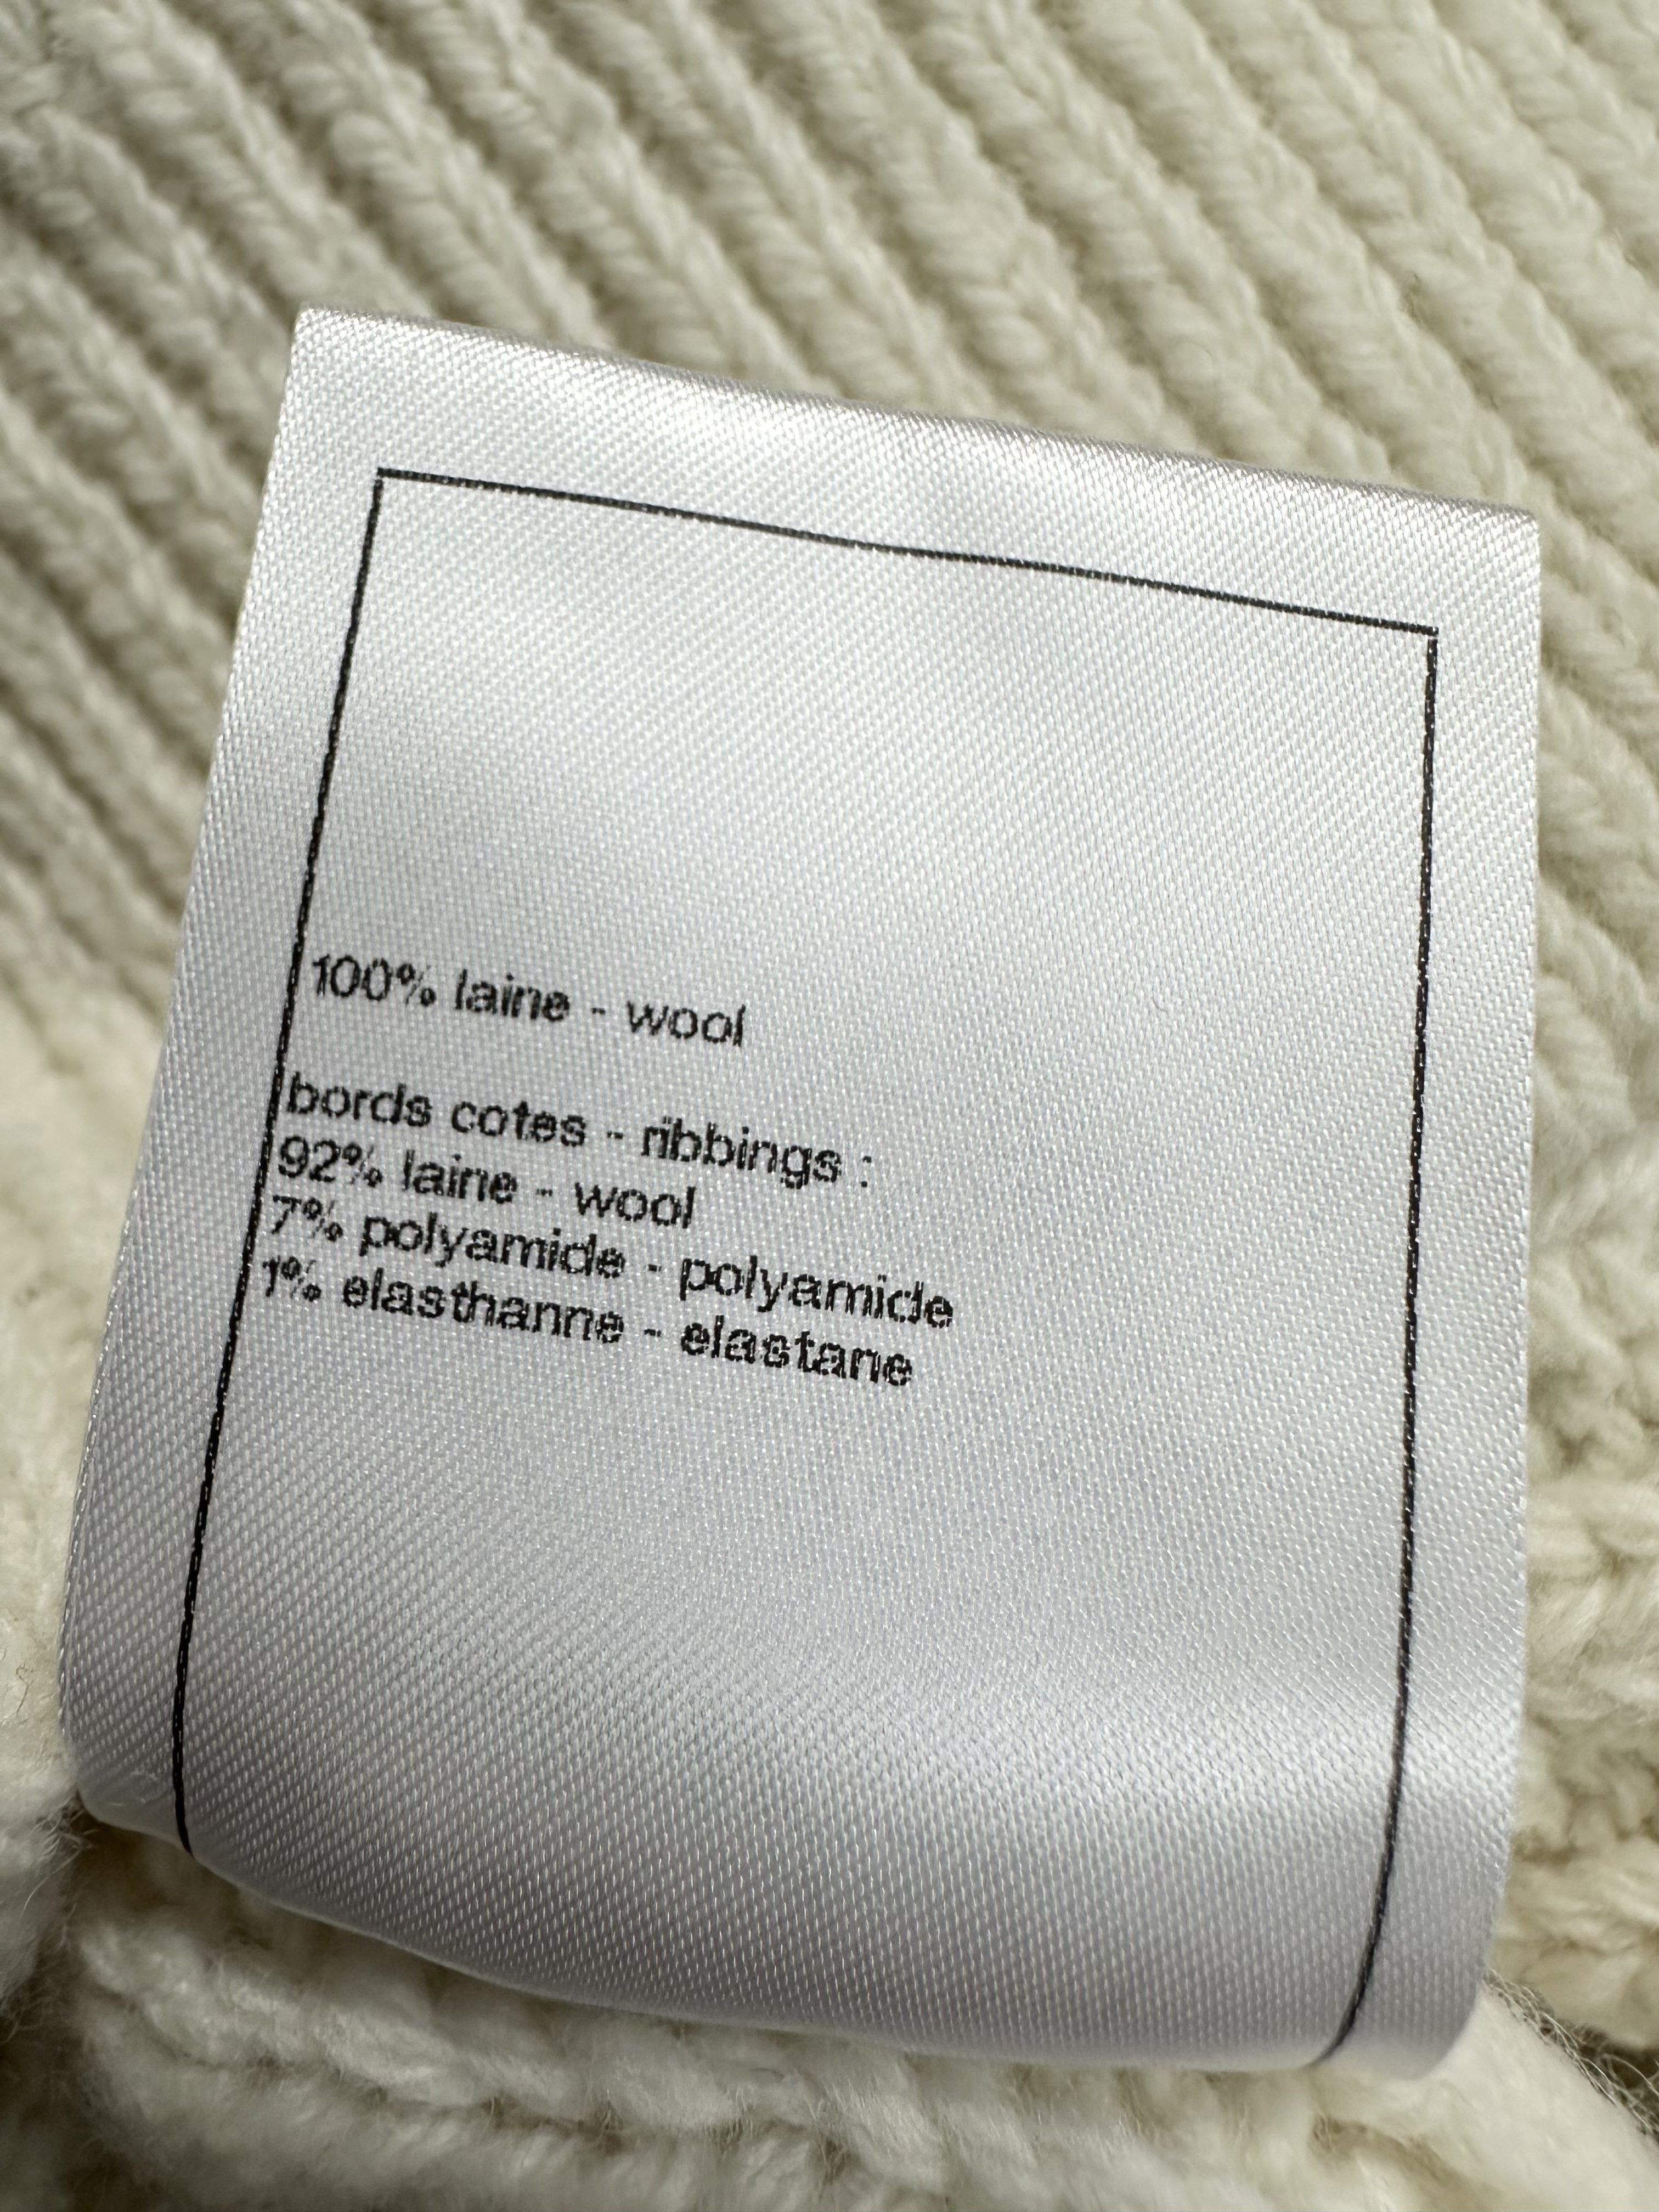 100% laine - wool
bords cotes - ribbings :
92% laine - wool
7% polyamide - polyamide
1% elasthanne - elastane